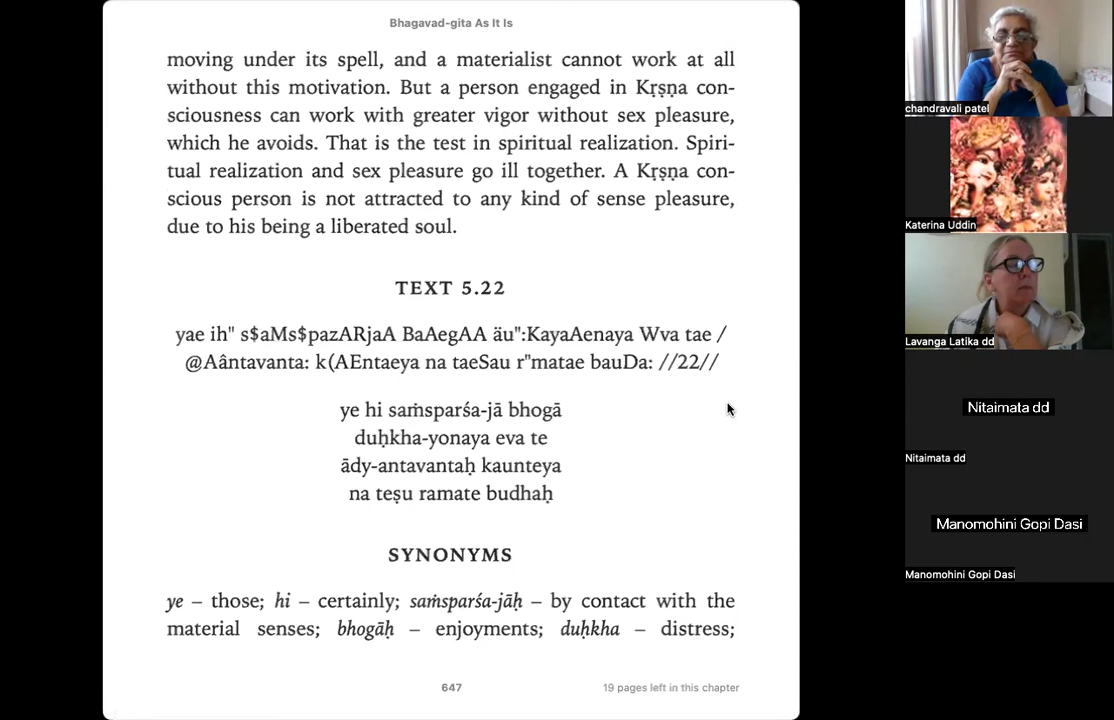 Bhagavad-gita As It Is
moving under its spell, and a materialist cannot work at all
without this motivation. But a person engaged in Kṛṣṇa con-
sciousness can work with greater vigor without sex pleasure,
which he avoids. That is the test in spiritual realization. Spiri-
tual realization and sex pleasure go ill together. A Kṛṣṇa con-
scious person is not attracted to any kind of sense pleasure,
due to his being a liberated soul.
TEXT 5.22
yae ih" s$aMs$pazARjaA BaAegAA äu":KayaAenaya Wva tae /
@Aântavanta: k(AEntaeya na taeSau r"matae bauDa: //22//
ye hi saṁsparśa-jā bhogā
duḥkha-yonaya eva te
ādy-antavantaḥ kaunteya
na teṣu ramate budhaḥ
SYNONYMS
ye – those; hi – certainly; saṁsparśa-jāḥ – by contact with the
material senses; bhogāḥ – enjoyments; duḥkha – distress;
647
19 pages left in this chapter
chandravali patel
Katerina Uddin
Lavanga Latika dd
Nitaimata dd
Nitaimata dd
Manomohini Gopi Dasi
Manomohini Gopi Dasi